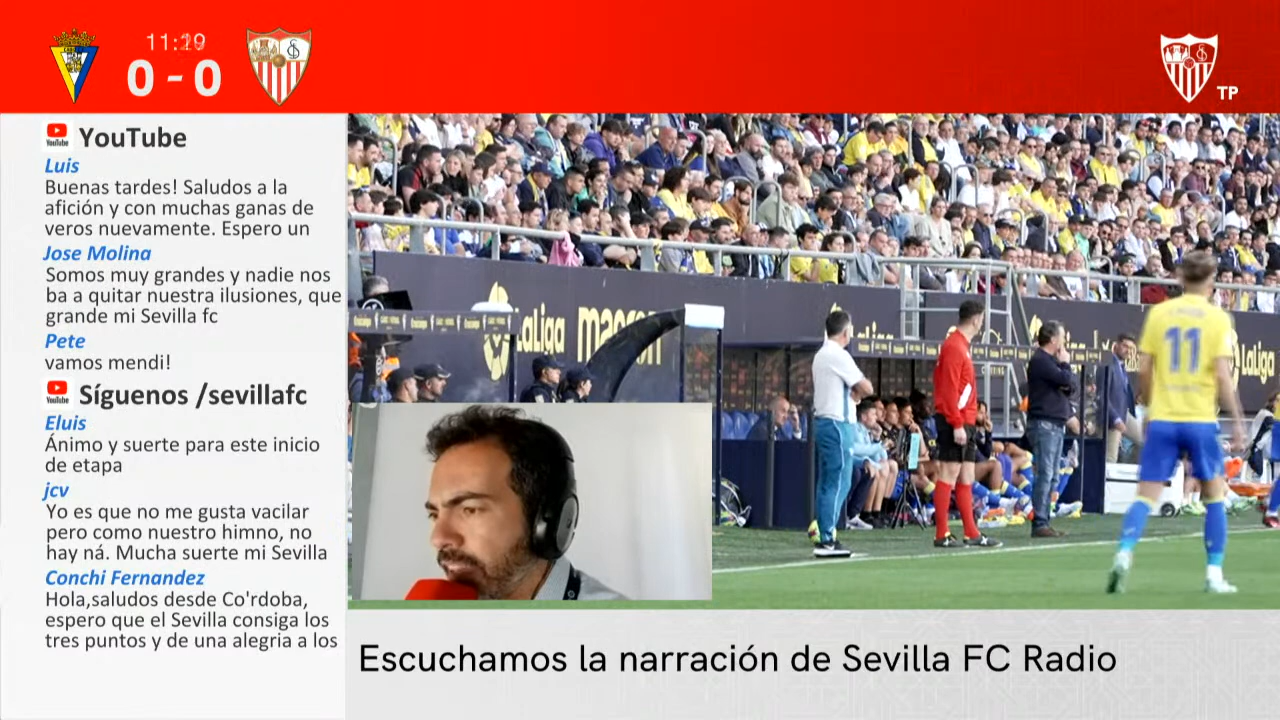 0 - 0
TP
YouTube
Luis
Buenas tardes! Saludos a la
afición y con muchas ganas de
veros nuevamente. Espero un
Jose Molina
Somos muy grandes y nadie nos
ba a quitar nuestra ilusiones, que
grande mi Sevilla fc
Pete
vamos mendi!
Síguenos /sevillafc
Eluis
Ánimo y suerte para este inicio
de etapa
jcv
Yo es que no me gusta vacilar
pero como nuestro himno, no
hay ná. Mucha suerte mi Sevilla
Conchi Fernandez
Hola,saludos desde Co'rdoba,
espero que el Sevilla consiga los
tres puntos y de una alegria a los
LaLiga
11
LaLiga
Escuchamos la narración de Sevilla FC Radio